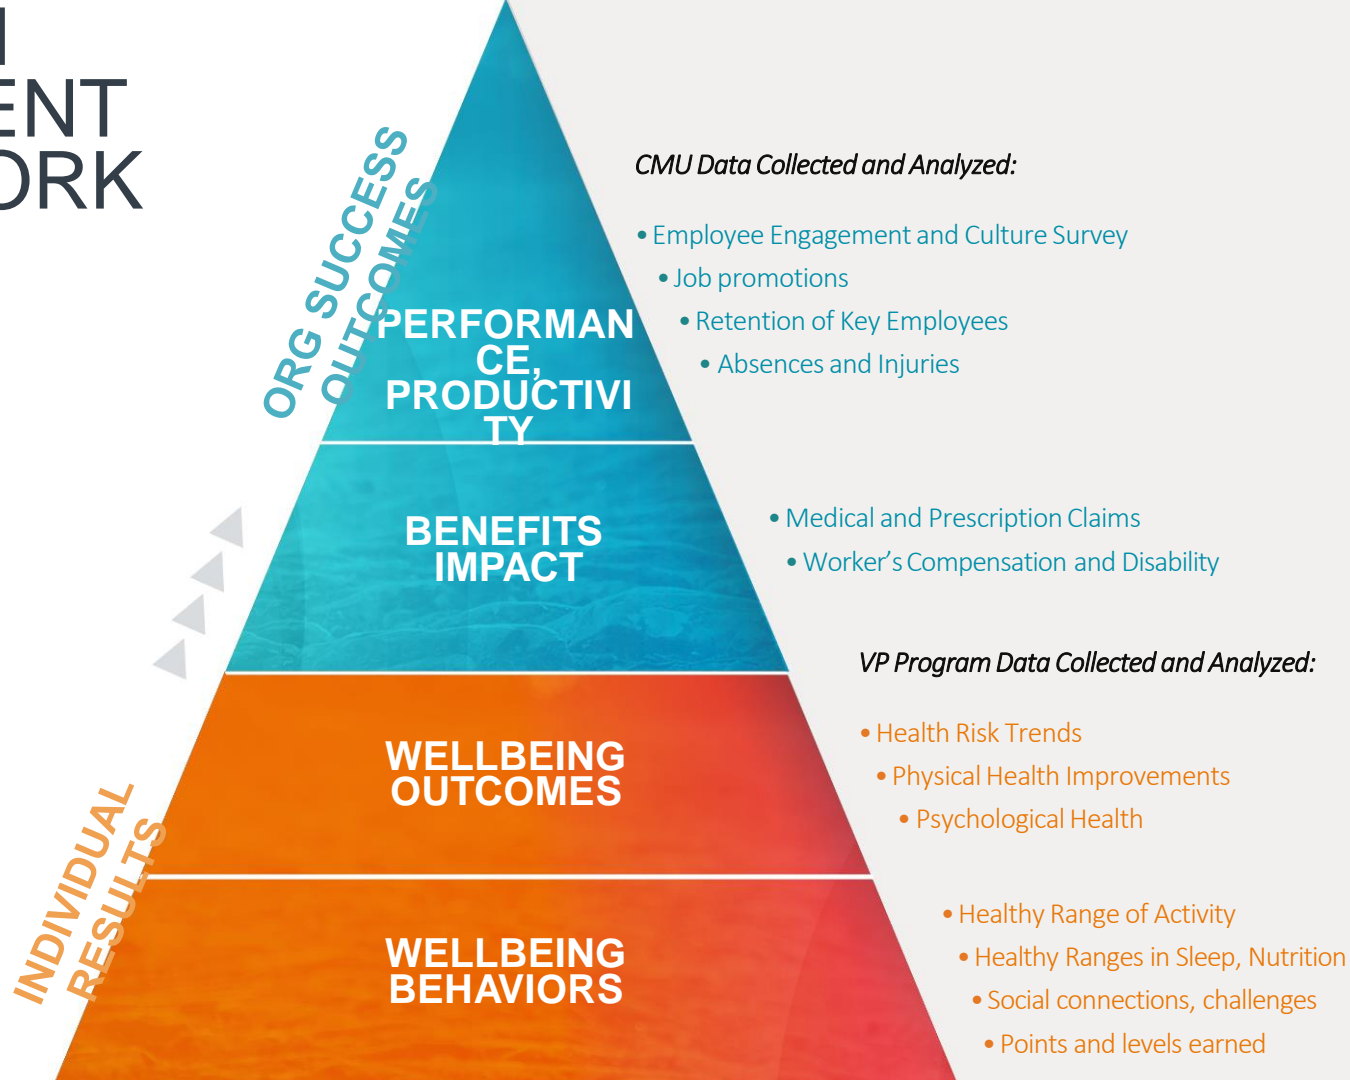 ENT
ORK
ORG SUCCESS
OUTCOMES
PERFORMAN
CE,
PRODUCTIVI
TY
CMU Data Collected and Analyzed:
• Employee Engagement and Culture Survey
• Job promotions
• Retention of Key Employees
• Absences and Injuries
BENEFITS
IMPACT
• Medical and Prescription Claims
• Worker’s Compensation and Disability
VP Program Data Collected and Analyzed:
INDIVIDUAL
RESULTS
WELLBEING
OUTCOMES
• Health Risk Trends
• Physical Health Improvements
• Psychological Health
WELLBEING
BEHAVIORS
• Healthy Range of Activity
• Healthy Ranges in Sleep, Nutrition
• Social connections, challenges
• Points and levels earned